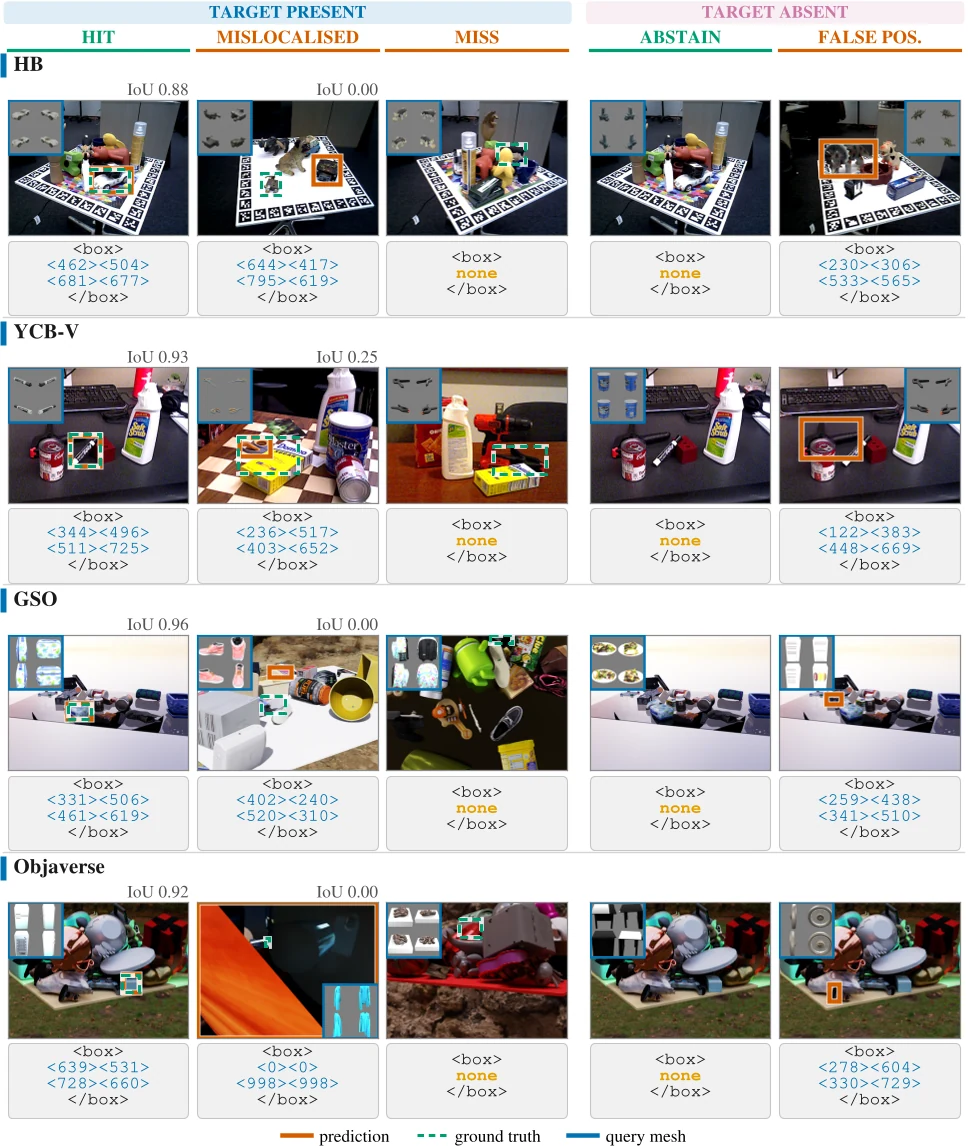 TARGET PRESENT
TARGET ABSENT
HIT
MISLOCALISED
MISS
ABSTAIN
FALSE POS.
HB
IoU 0.88
IoU 0.00
<box>
<462><504>
<681><677>
</box>
<box>
<644><417>
<795><619>
</box>
<box>
none
</box>
<box>
none
</box>
<box>
<230><306>
<533><565>
</box>
YCB-V
IoU 0.93
IoU 0.25
Soft
Scrub
Soft
Scrub
Master
Soft
Scrub
<box>
<344><496>
<511><725>
</box>
<box>
<236><517>
<403><652>
</box>
<box>
none
</box>
<box>
none
</box>
<box>
<122><383>
<448><669>
</box>
GSO
IoU 0.96
IoU 0.00
<box>
<331><506>
<461><619>
</box>
<box>
<402><240>
<520><310>
</box>
<box>
none
</box>
<box>
none
</box>
<box>
<259><438>
<341><510>
</box>
Objaverse
IoU 0.92
IoU 0.00
<box>
<639><531>
<728><660>
</box>
<box>
<0><0>
<998><998>
</box>
<box>
none
</box>
<box>
none
</box>
<box>
<278><604>
<330><729>
</box>
prediction
ground truth
query mesh